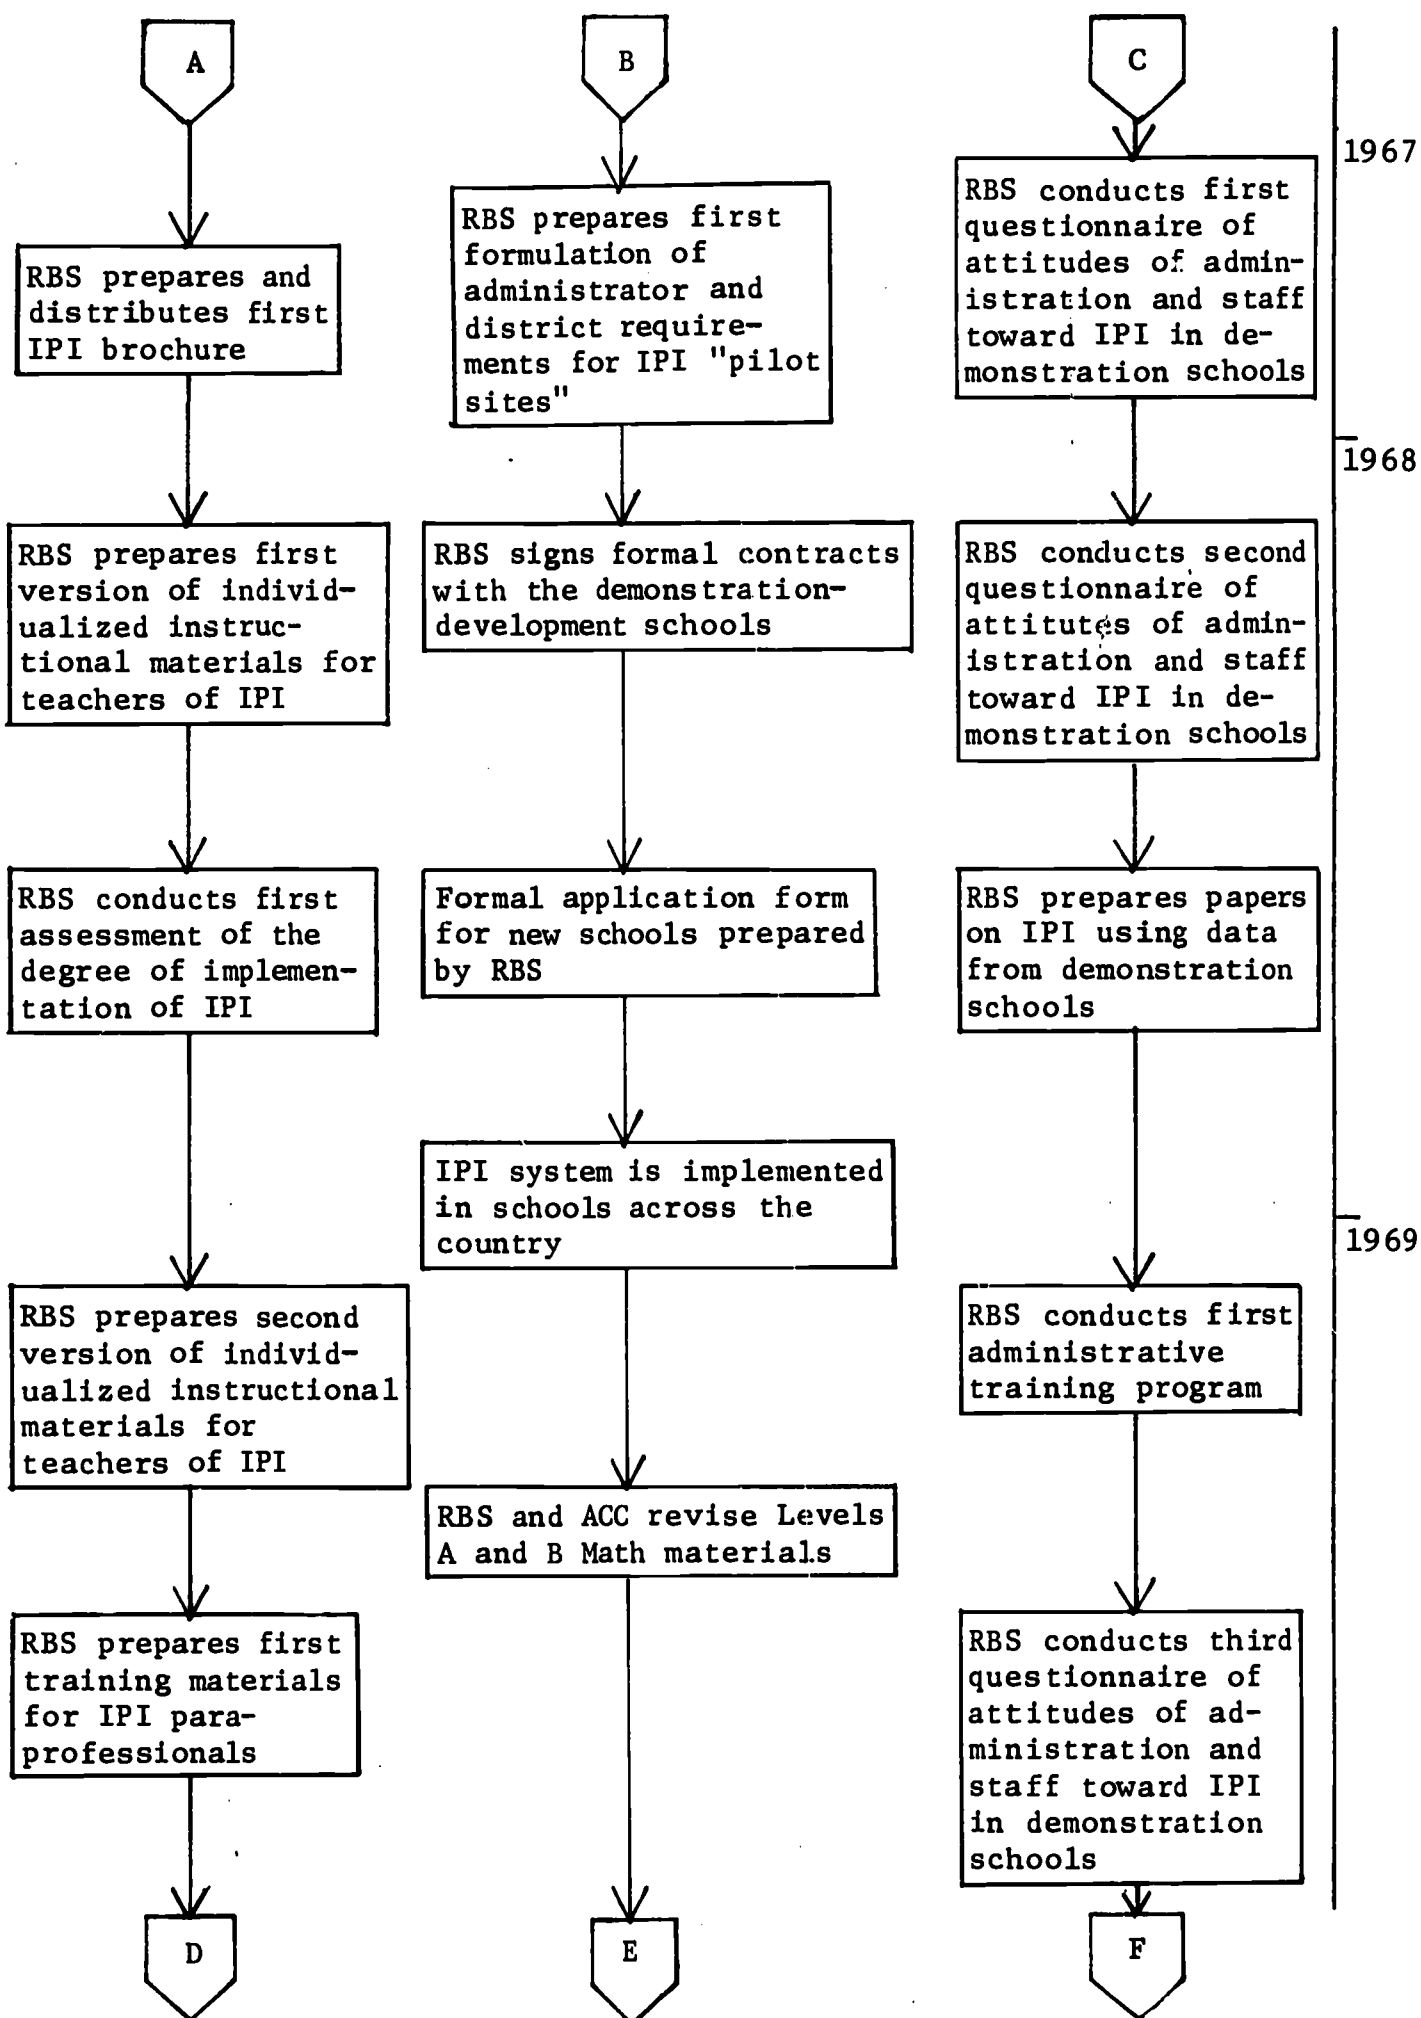 A
RBS prepares and
distributes first
IPI brochure
RBS prepares first
version of individ-
ualized instruc-
tional materials for
teachers of IPI
RBS conducts first
assessment of the
degree of implemen-
tation of IPI
RBS prepares second
version of individ-
ualized instructional
materials for
teachers of IPI
RBS prepares first
training materials
for IPI para-
professionals
D
B
RBS prepares first
formulation of
administrator and
district require-
ments for IPI "pilot
sites"
RBS signs formal contracts
with the demonstration-
development schools
Formal application form
for new schools prepared
by RBS
IPI system is implemented
in schools across the
country
RBS and ACC revise Levels
A and B Math materials
E
C
RBS conducts first
questionnaire of
attitudes of admin-
istration and staff
toward IPI in de-
monstration schools
RBS conducts second
questionnaire of
attitutes of admin-
istration and staff
toward IPI in de-
monstration schools
RBS prepares papers
on IPI using data
from demonstration
schools
RBS conducts first
administrative
training program
RBS conducts third
questionnaire of
attitudes of ad-
ministration and
staff toward IPI
in demonstration
schools
F
1967
1968
1969